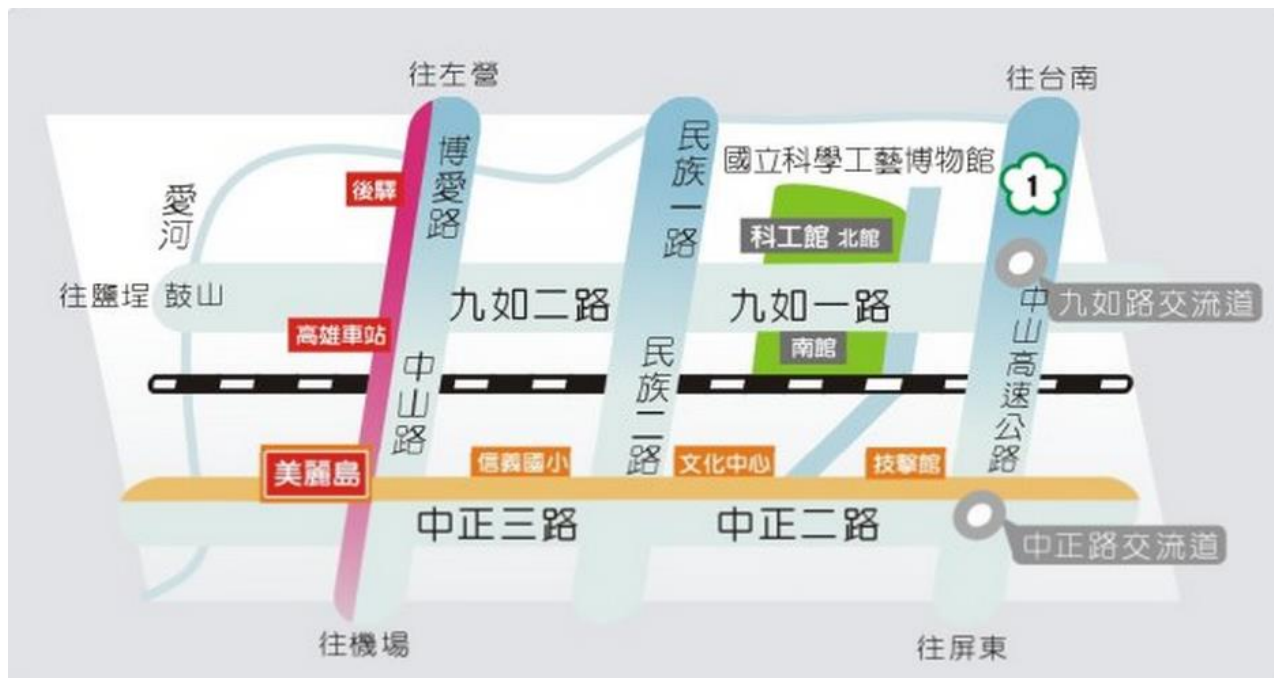 往左營
往台南
博愛路
民族一路
國立科學工藝博物館
1
後驛
愛河
科工館 北館
往鹽埕 鼓山
九如二路
九如一路
九如路交流道
高雄車站
南館
中山路
民族二路
中山高速公路
美麗島
信義國小
文化中心
技擊館
中正三路
中正二路
中正路交流道
往機場
往屏東